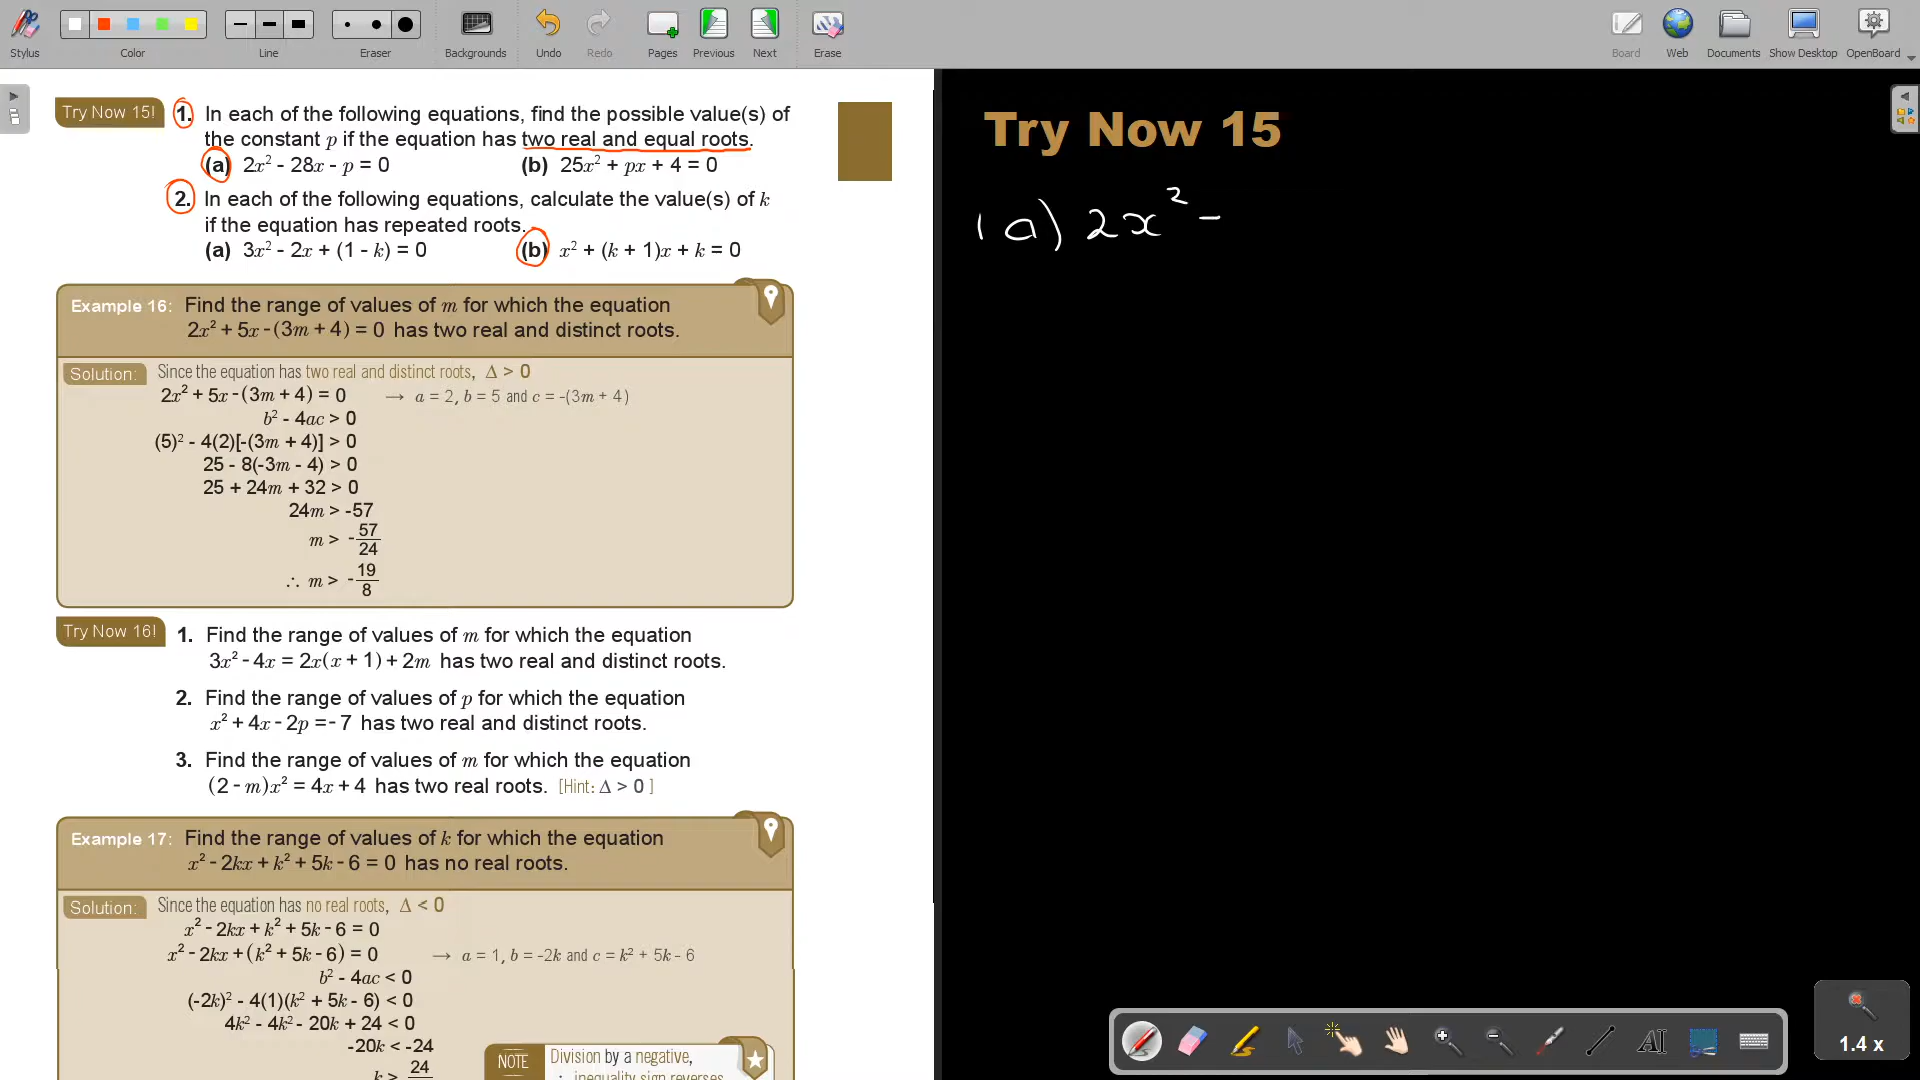 Stylus Color Line Eraser Backgrounds Undo Redo Pages Previous Next Erase Board Web Documents Show Desktop OpenBoard
Try Now 15! 1. In each of the following equations, find the possible value(s) of
the constant p if the equation has two real and equal roots.
(a) 2x² - 28x - p = 0 (b) 25x² + px + 4 = 0
2. In each of the following equations, calculate the value(s) of k
if the equation has repeated roots.
(a) 3x² - 2x + (1 - k) = 0 (b) x² + (k + 1)x + k = 0
Example 16: Find the range of values of m for which the equation
2x² + 5x - (3m + 4) = 0 has two real and distinct roots.
Solution: Since the equation has two real and distinct roots, Δ > 0
2x² + 5x - (3m + 4) = 0 → a = 2, b = 5 and c = -(3m + 4)
b² - 4ac > 0
(5)² - 4(2)[-(3m + 4)] > 0
25 - 8(-3m - 4) > 0
25 + 24m + 32 > 0
24m > -57
m > -57/24
∴ m > -19/8
Try Now 16! 1. Find the range of values of m for which the equation
3x² - 4x = 2x(x + 1) + 2m has two real and distinct roots.
2. Find the range of values of p for which the equation
x² + 4x - 2p = -7 has two real and distinct roots.
3. Find the range of values of m for which the equation
(2 - m)x² = 4x + 4 has two real roots. [Hint: Δ > 0 ]
Example 17: Find the range of values of k for which the equation
x² - 2kx + k² + 5k - 6 = 0 has no real roots.
Solution: Since the equation has no real roots, Δ < 0
x² - 2kx + k² + 5k - 6 = 0
x² - 2kx + (k² + 5k - 6) = 0 → a = 1, b = -2k and c = k² + 5k - 6
b² - 4ac < 0
(-2k)² - 4(1)(k² + 5k - 6) < 0
4k² - 4k² - 20k + 24 < 0
-20k < -24
k > 24
NOTE Division by a negative,
∴ inequality sign reverses
Try Now 15
1 a) 2x² -
1.4 x